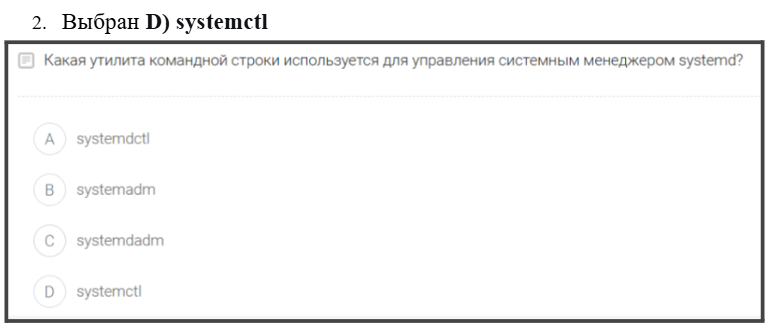 2. Выбран D) systemctl
Какая утилита командной строки используется для управления системным менеджером systemd?
A systemdctl
B systemadm
C systemdadm
D systemctl